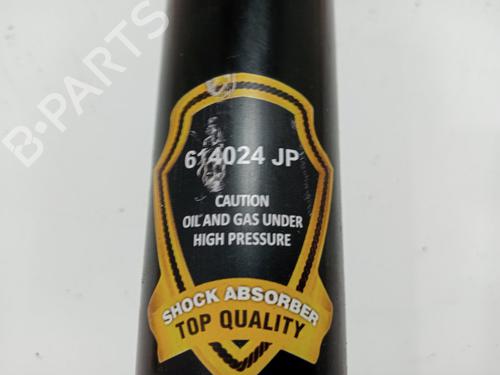 B-PARTS
614024 JP
CAUTION
OIL AND GAS UNDER
HIGH PRESSURE
SHOCK ABSORBER
TOP QUALITY